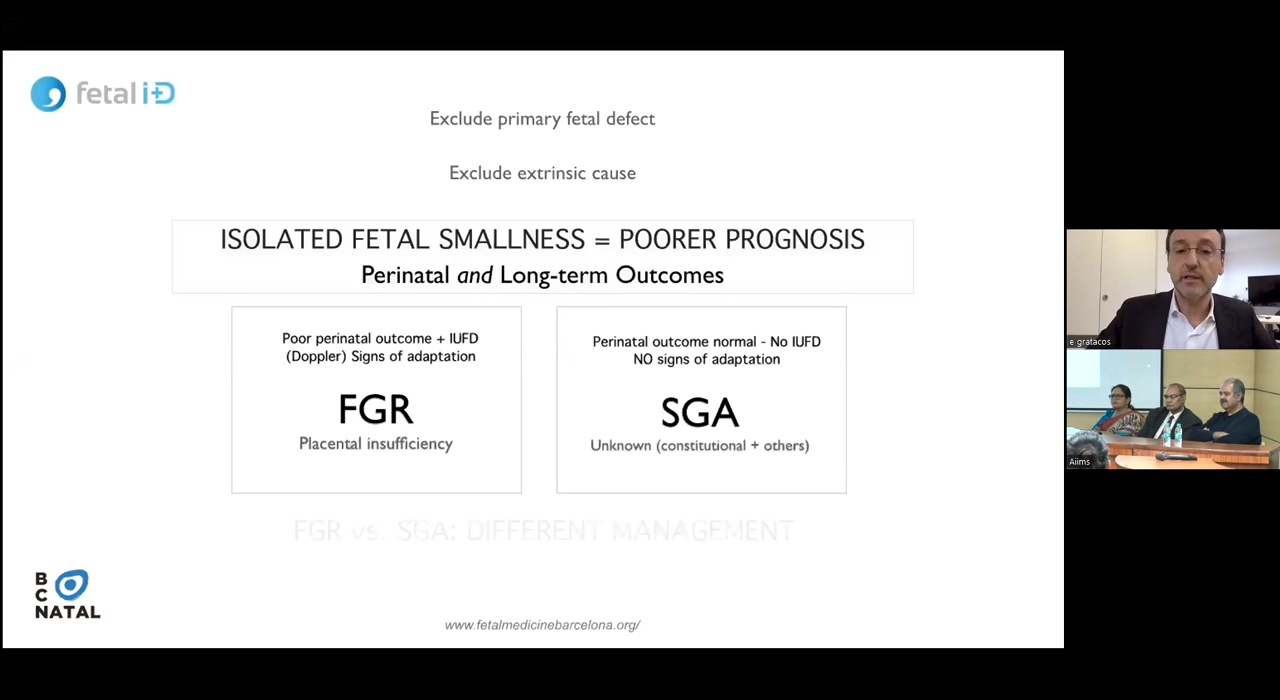 fetal i+D
Exclude primary fetal defect
Exclude extrinsic cause
ISOLATED FETAL SMALLNESS = POORER PROGNOSIS
Perinatal and Long-term Outcomes
Poor perinatal outcome + IUFD
(Doppler) Signs of adaptation
FGR
Placental insufficiency
Perinatal outcome normal - No IUFD
NO signs of adaptation
SGA
Unknown (constitutional + others)
FGR vs. SGA: DIFFERENT MANAGEMENT
B
C
NATAL
www.fetalmedicinebarcelona.org/
e gratacos
Aiims